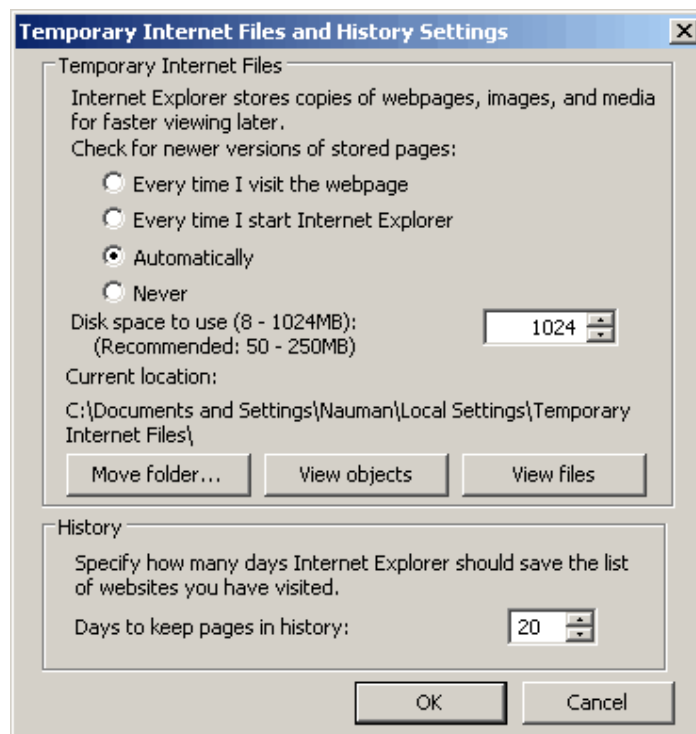 Temporary Internet Files and History Settings
Temporary Internet Files
Internet Explorer stores copies of webpages, images, and media
for faster viewing later.
Check for newer versions of stored pages:
Every time I visit the webpage
Every time I start Internet Explorer
Automatically
Never
Disk space to use (8 - 1024MB): 1024
(Recommended: 50 - 250MB)
Current location:
C:\Documents and Settings\Nauman\Local Settings\Temporary
Internet Files\
Move folder... View objects View files
History
Specify how many days Internet Explorer should save the list
of websites you have visited.
Days to keep pages in history: 20
OK Cancel